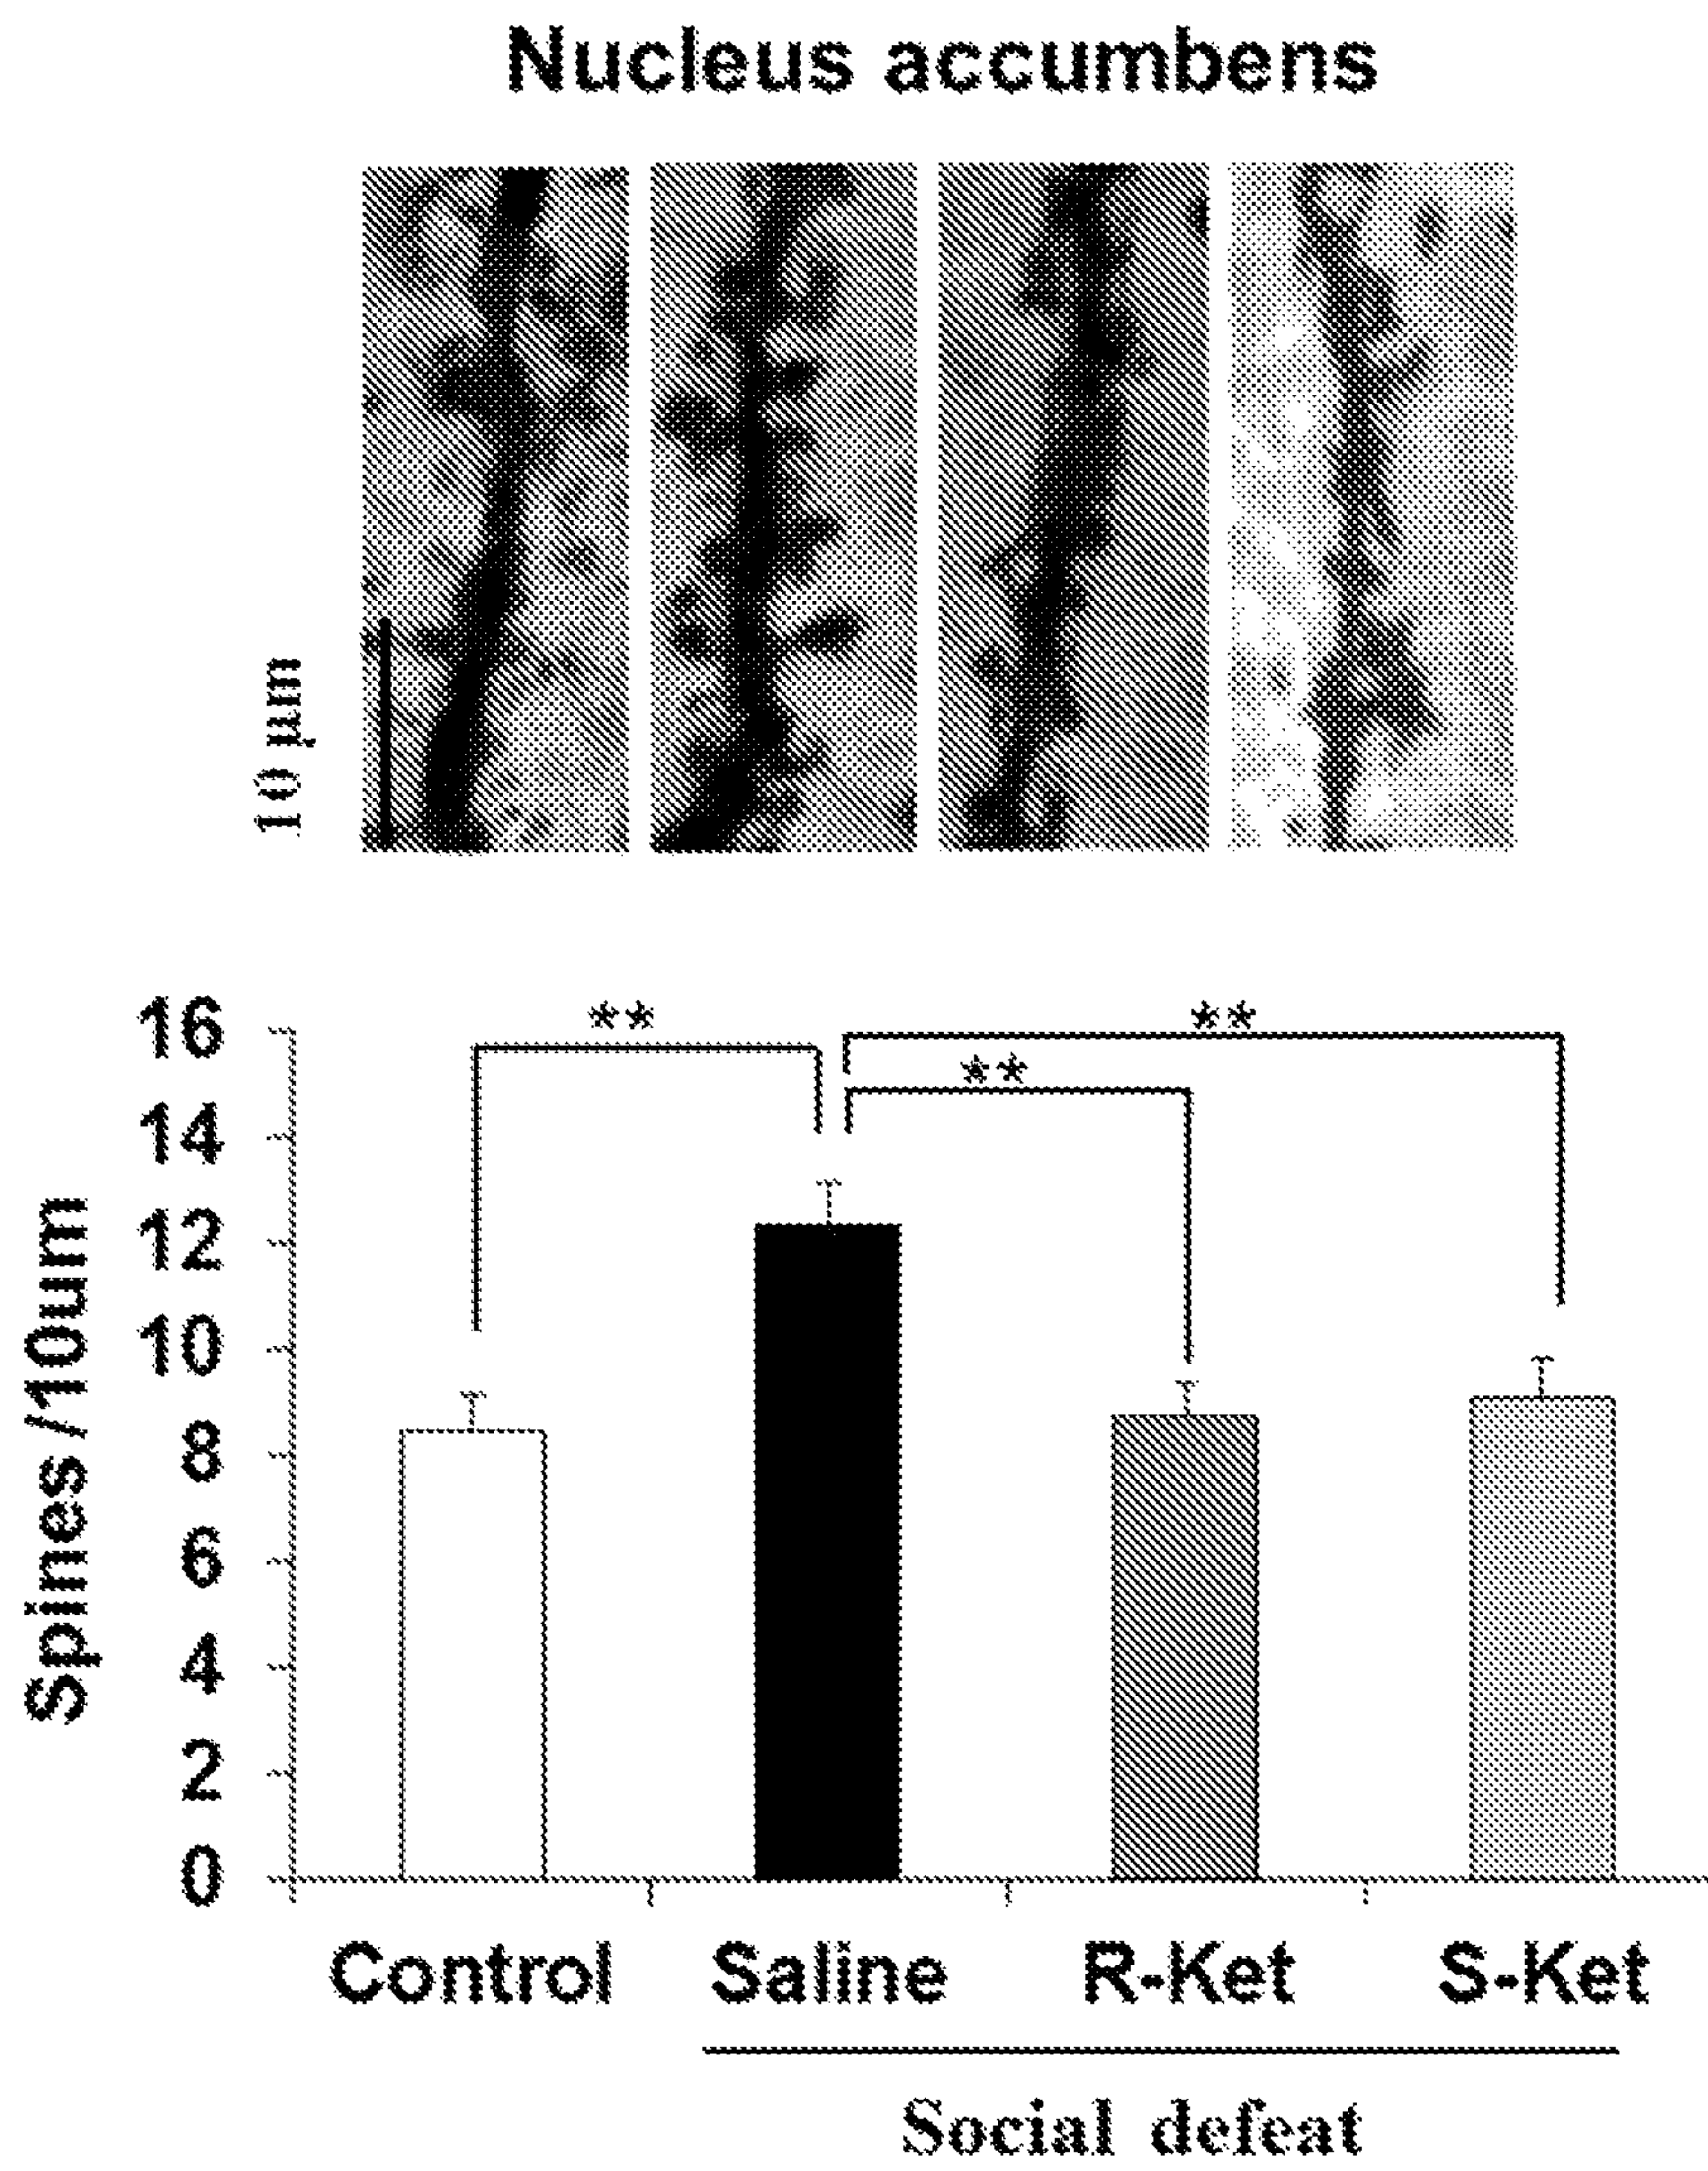 Nucleus accumbens
10 µm
**
**
**
16
14
12
10
8
6
4
2
0
Spines /10um
Control Saline R-Ket S-Ket
Social defeat